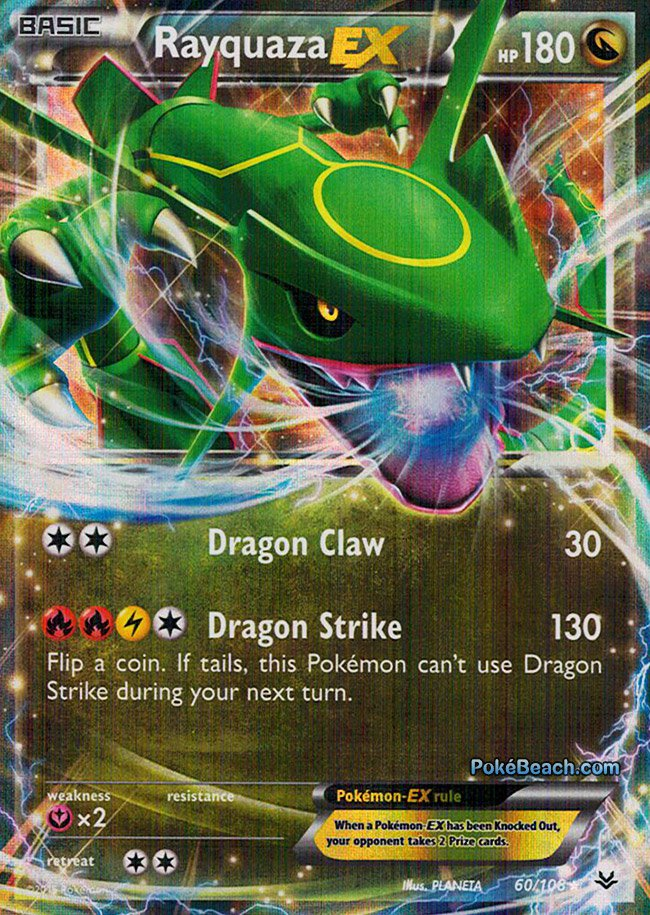 BASIC
Rayquaza EX
HP 180
Dragon Claw 30
Dragon Strike 130
Flip a coin. If tails, this Pokémon can't use Dragon
Strike during your next turn.
PokéBeach.com
weakness resistance
×2
Pokémon-EX rule
When a Pokémon-EX has been Knocked Out,
your opponent takes 2 Prize cards.
retreat
Illus. PLANETA 60/108